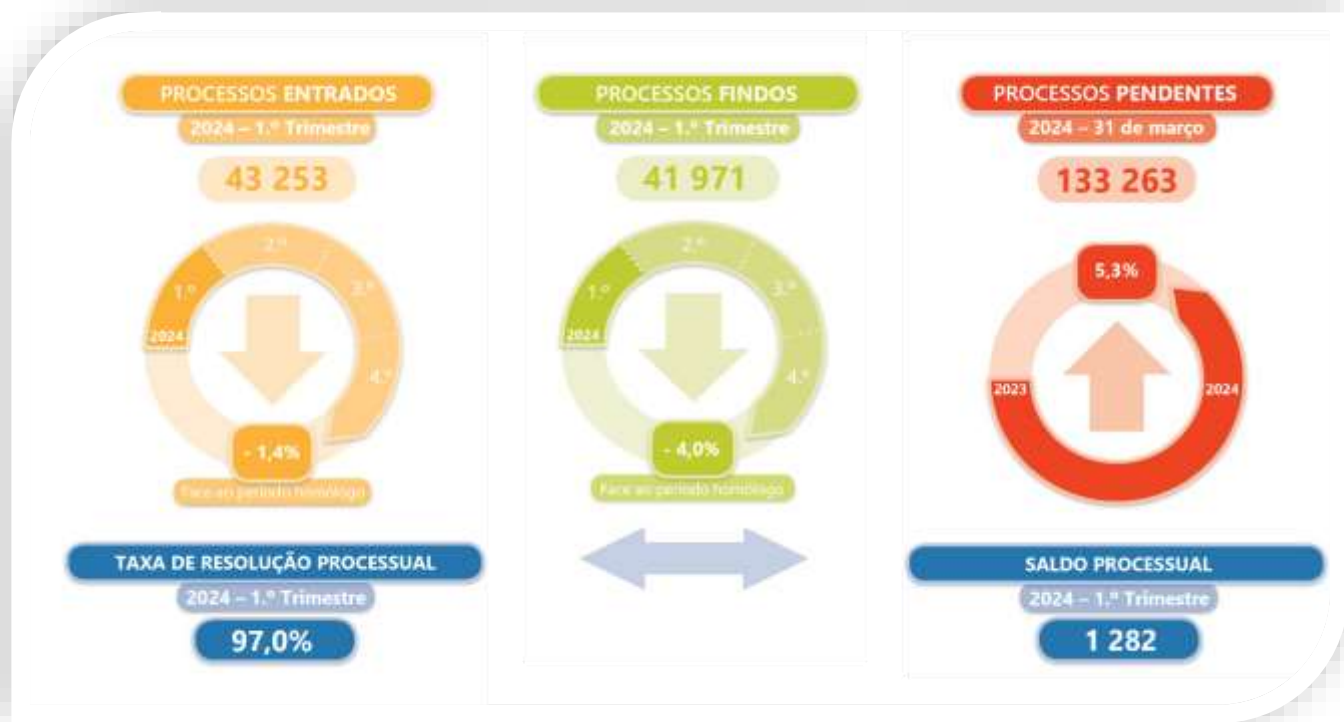 PROCESSOS ENTRADOS
2024 – 1.º Trimestre
43 253
1.º
2.º
3.º
4.º
2024
- 1,4%
Face ao período homólogo
TAXA DE RESOLUÇÃO PROCESSUAL
2024 – 1.º Trimestre
97,0%
PROCESSOS FINDOS
2024 – 1.º Trimestre
41 971
1.º
2.º
3.º
4.º
2024
- 4,0%
Face ao período homólogo
PROCESSOS PENDENTES
2024 – 31 de março
133 263
5,3%
2023
2024
SALDO PROCESSUAL
2024 – 1.º Trimestre
1 282